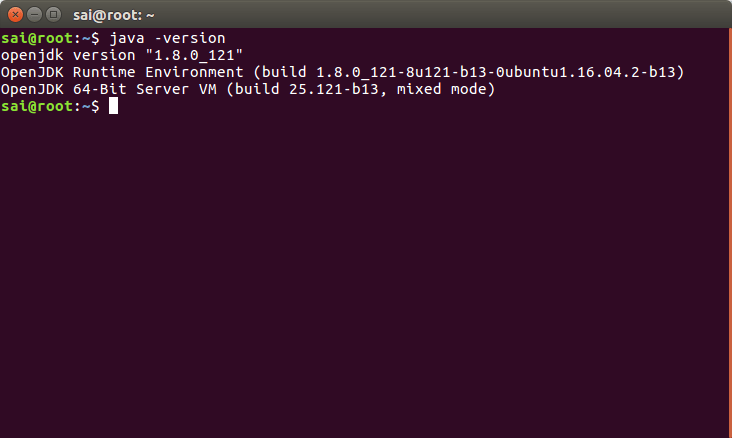 sai@root: ~
sai@root:~$ java -version
openjdk version "1.8.0_121"
OpenJDK Runtime Environment (build 1.8.0_121-8u121-b13-0ubuntu1.16.04.2-b13)
OpenJDK 64-Bit Server VM (build 25.121-b13, mixed mode)
sai@root:~$